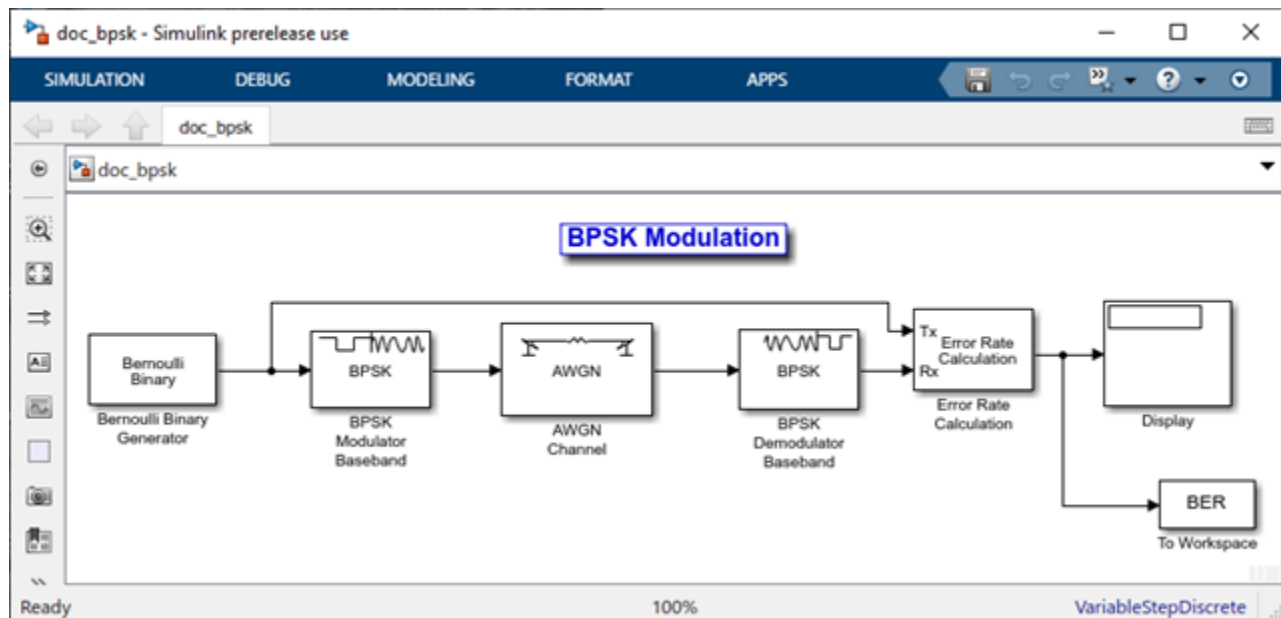 doc_bpsk - Simulink prerelease use
SIMULATION DEBUG MODELING FORMAT APPS
doc_bpsk
doc_bpsk
BPSK Modulation
Bernoulli
Binary
Bernoulli Binary
Generator
BPSK
BPSK
Modulator
Baseband
AWGN
AWGN
Channel
BPSK
BPSK
Demodulator
Baseband
Tx
Rx
Error Rate
Calculation
Error Rate
Calculation
Display
BER
To Workspace
Ready 100% VariableStepDiscrete